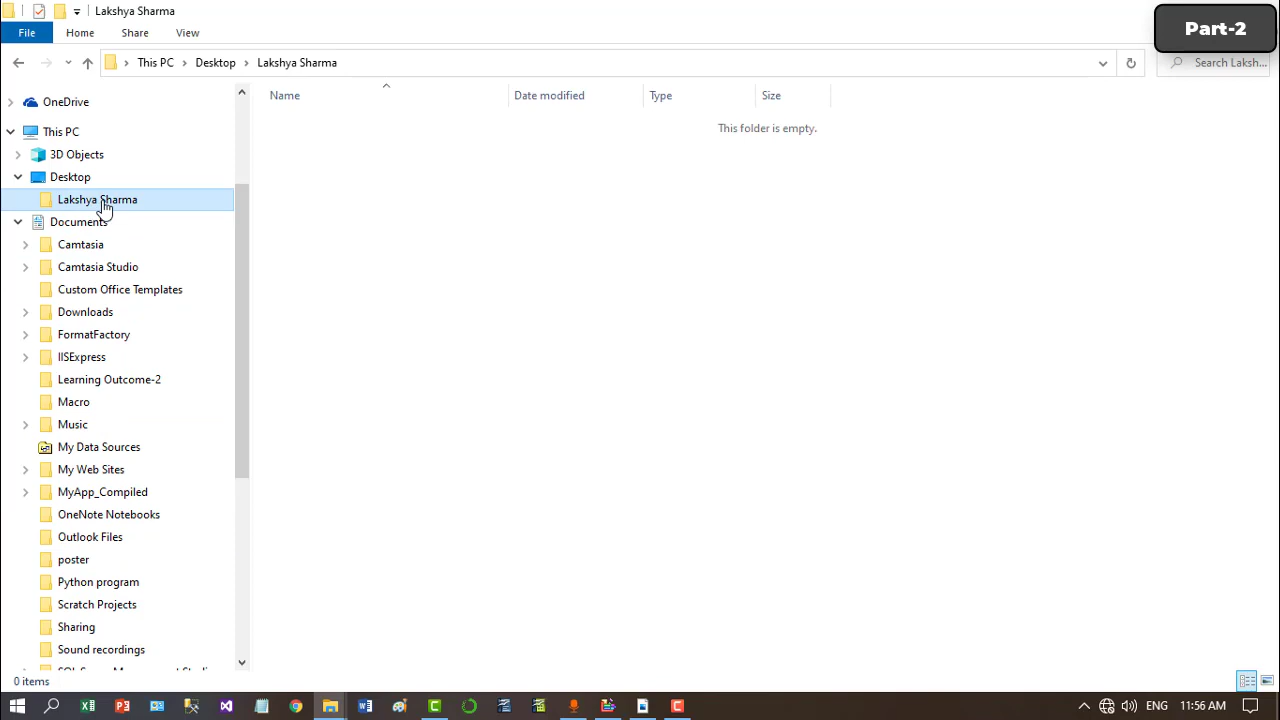 Lakshya Sharma
Part-2
File Home Share View
This PC Desktop Lakshya Sharma
Search Laksh...
Name Date modified Type Size
This folder is empty.
OneDrive
This PC
3D Objects
Desktop
Lakshya Sharma
Documents
Camtasia
Camtasia Studio
Custom Office Templates
Downloads
FormatFactory
IISExpress
Learning Outcome-2
Macro
Music
My Data Sources
My Web Sites
MyApp_Compiled
OneNote Notebooks
Outlook Files
poster
Python program
Scratch Projects
Sharing
Sound recordings
0 items
ENG 11:56 AM